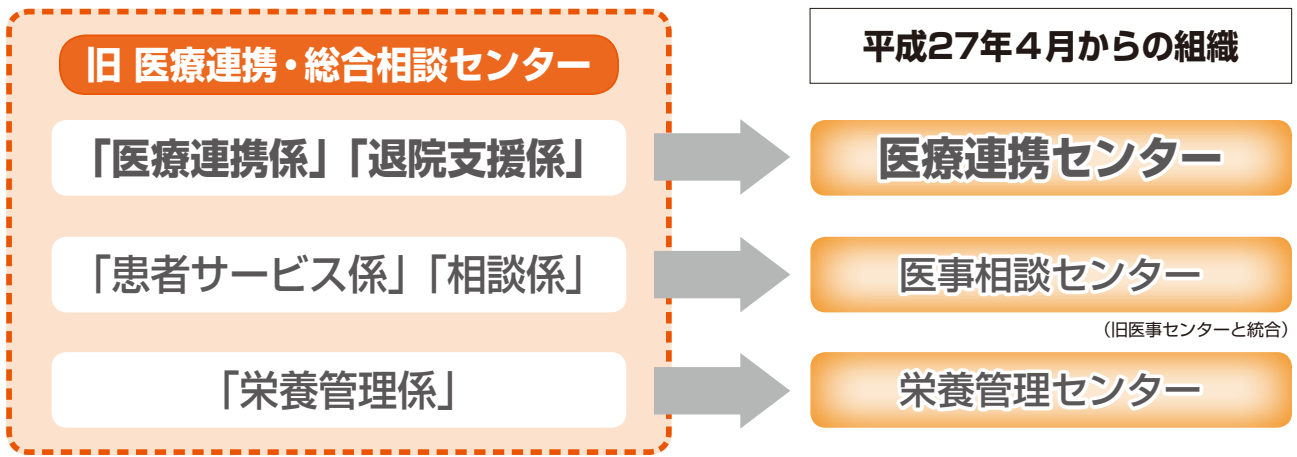 旧 医療連携・総合相談センター
平成27年4月からの組織
「医療連携係」「退院支援係」
医療連携センター
「患者サービス係」「相談係」
医事相談センター
（旧医事センターと統合）
「栄養管理係」
栄養管理センター